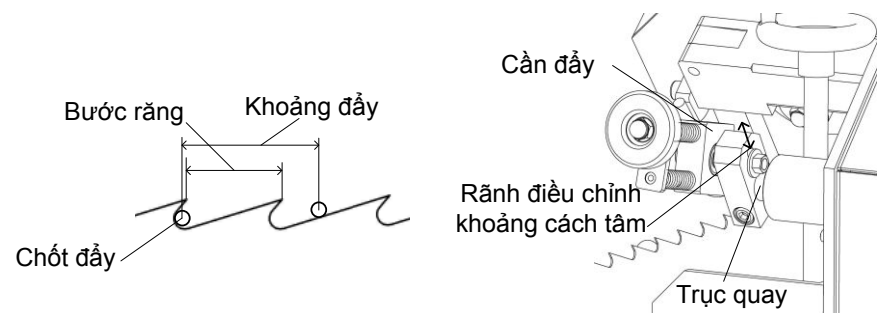 Bước răng
Khoảng đẩy
Chốt đẩy
Cần đẩy
Rãnh điều chỉnh
khoảng cách tâm
Trục quay